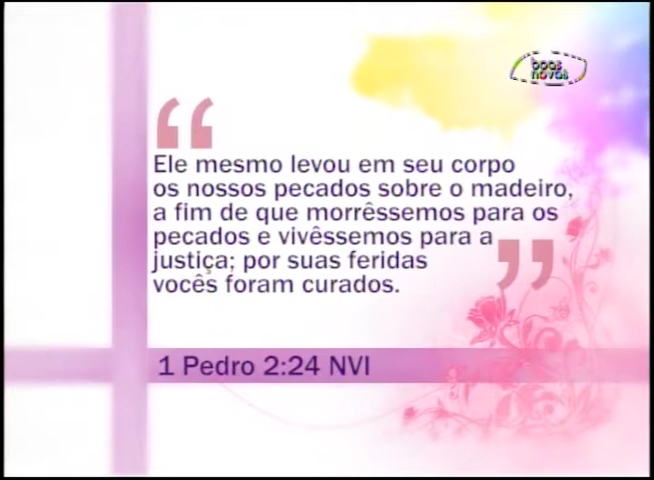 boas
novas
“
Ele mesmo levou em seu corpo
os nossos pecados sobre o madeiro,
a fim de que morrêssemos para os
pecados e vivêssemos para a
justiça; por suas feridas
vocês foram curados.
”
1 Pedro 2:24 NVI